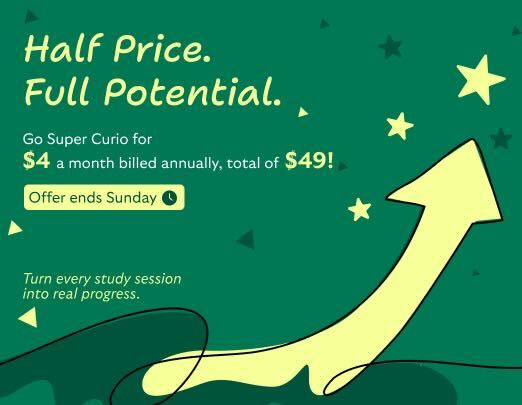 Half Price.
Full Potential.
Go Super Curio for
$4 a month billed annually, total of $49!
Offer ends Sunday
Turn every study session
into real progress.